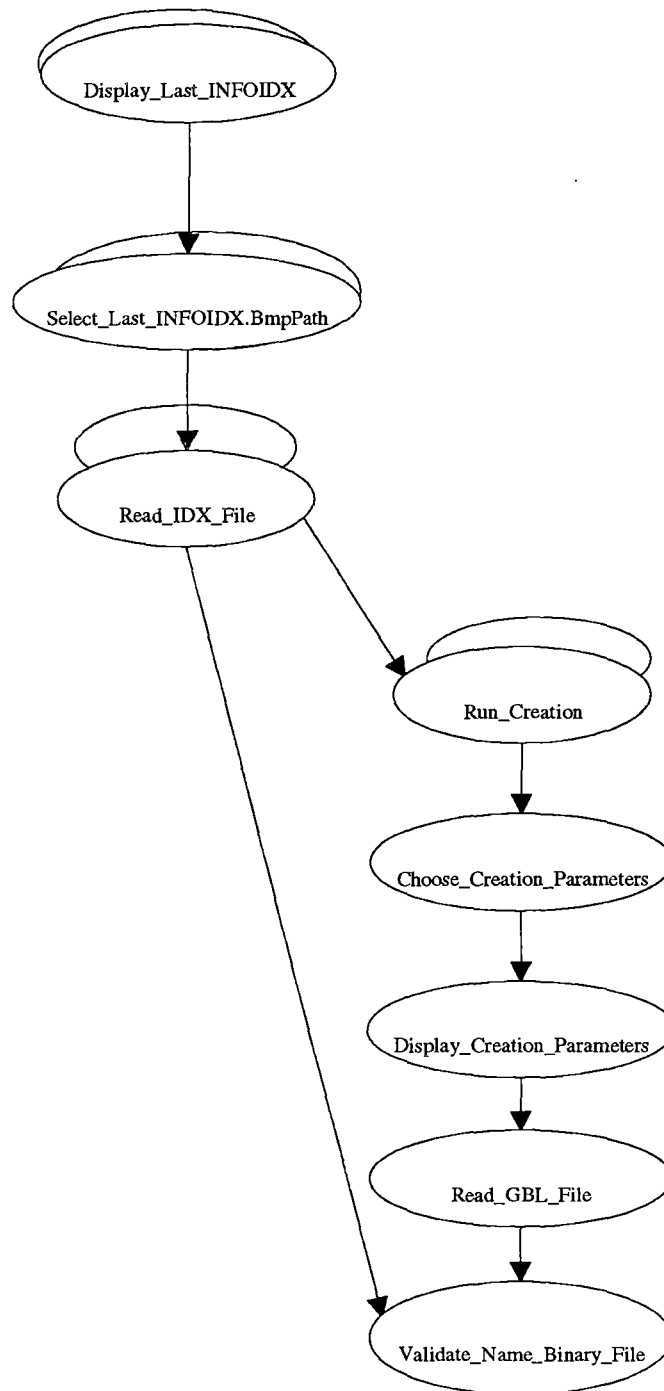 Display_Last_INFOIDX
Select_Last_INFOIDX.BmpPath
Read_IDX_File
Run_Creation
Choose_Creation_Parameters
Display_Creation_Parameters
Read_GBL_File
Validate_Name_Binary_File